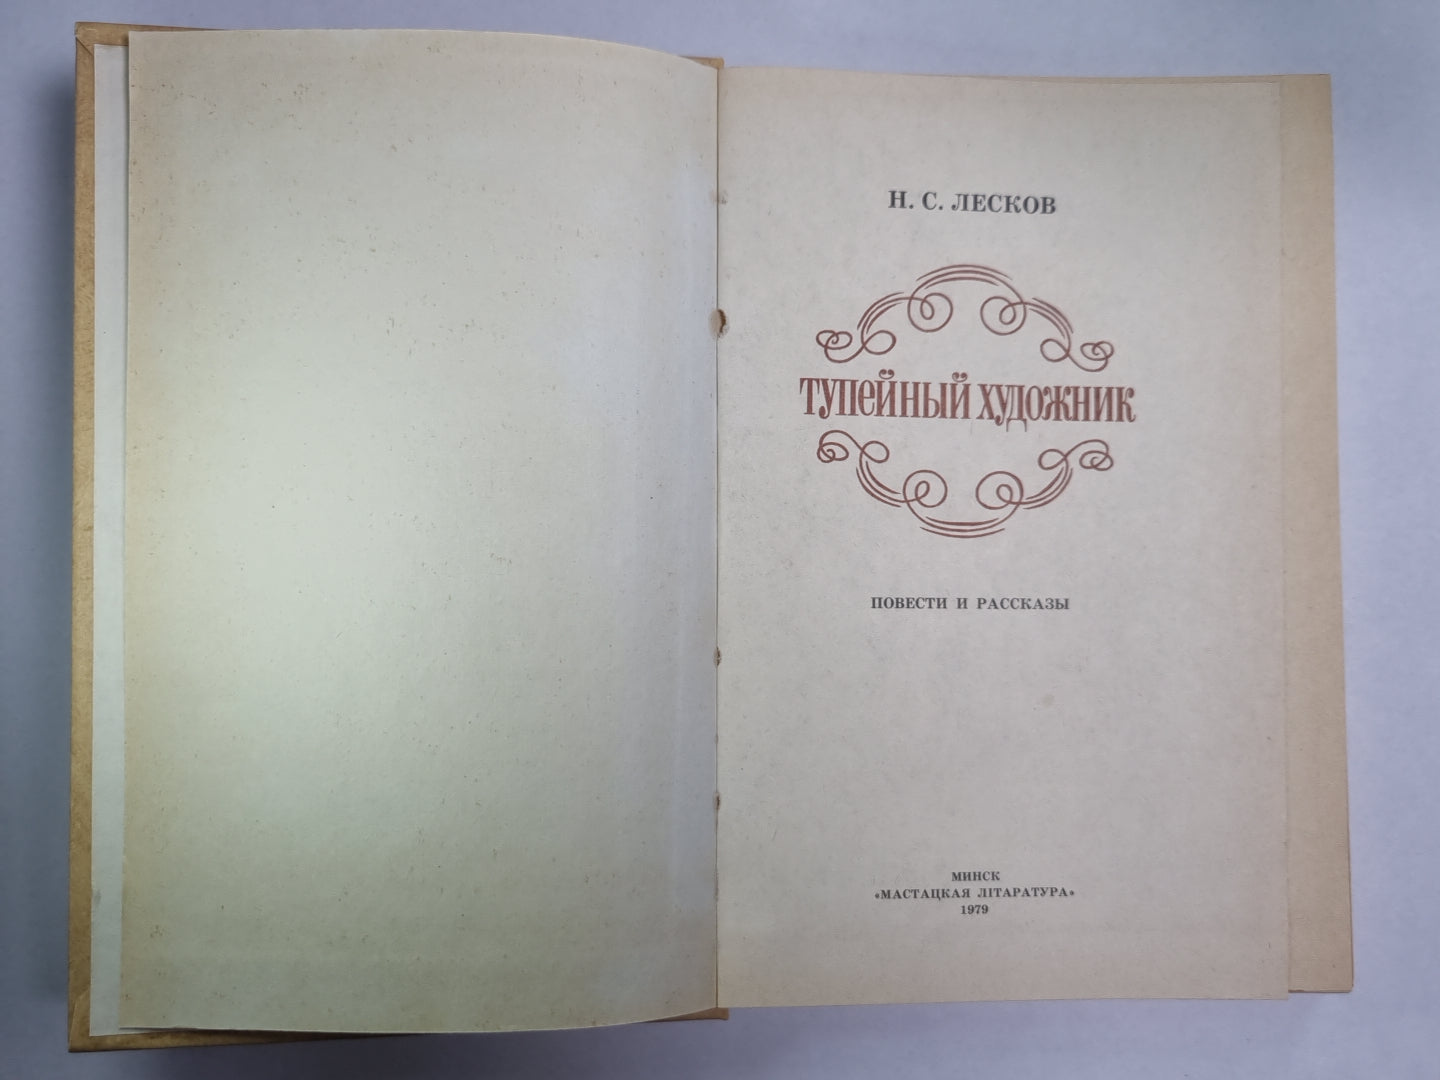 Н. С. ЛЕСКОВ
ТУПЕЙНЫЙ ХУДОЖНИК
ПОВЕСТИ И РАССКАЗЫ
МИНСК
«МАСТАЦКАЯ ЛІТАРАТУРА»
1979